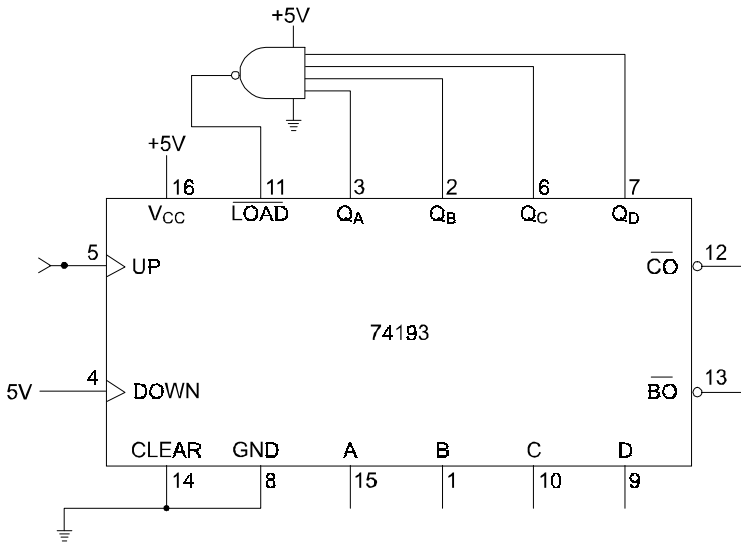 +5V
+5V
16 11 3 2 6 7
VCC LOAD QA QB QC QD
5 UP CO 12
74193
5V 4 DOWN BO 13
CLEAR GND A B C D
14 8 15 1 10 9